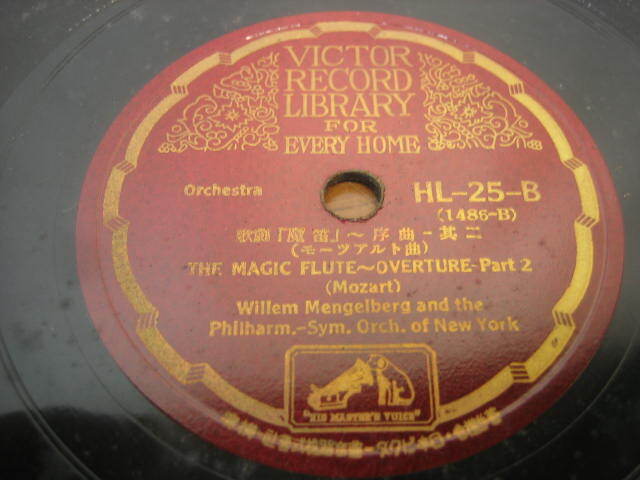 VICTOR
RECORD
LIBRARY
FOR
EVERY HOME
Orchestra
HL-25-B
(1486-B)
歌劇「魔笛」〜序曲-其二
(モーツアルト曲)
THE MAGIC FLUTE~OVERTURE-Part 2
(Mozart)
Willem Mengelberg and the
Philharm.-Sym. Orch. of New York
"HIS MASTER'S VOICE"